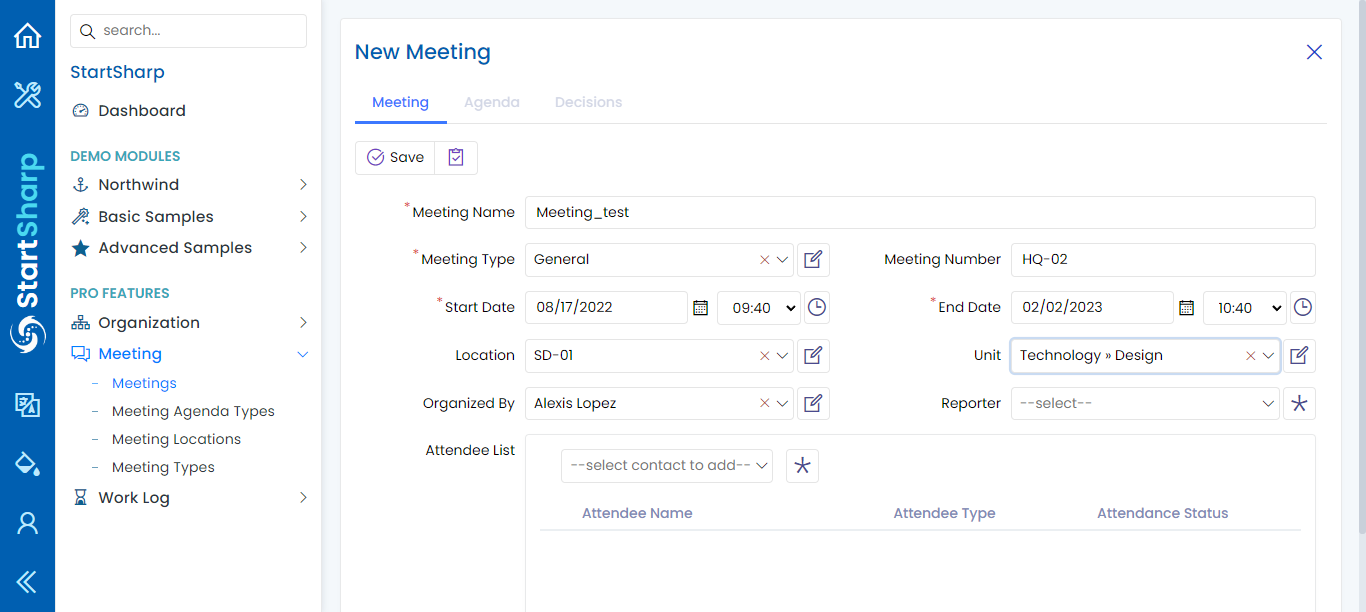 search...
StartSharp
Dashboard
DEMO MODULES
Northwind
Basic Samples
Advanced Samples
PRO FEATURES
Organization
Meeting
– Meetings
– Meeting Agenda Types
– Meeting Locations
– Meeting Types
Work Log
StartSharp
New Meeting
Meeting Agenda Decisions
Save
*Meeting Name Meeting_test
*Meeting Type General Meeting Number HQ-02
*Start Date 08/17/2022 09:40 *End Date 02/02/2023 10:40
Location SD-01 Unit Technology » Design
Organized By Alexis Lopez Reporter --select--
Attendee List --select contact to add--
Attendee Name Attendee Type Attendance Status